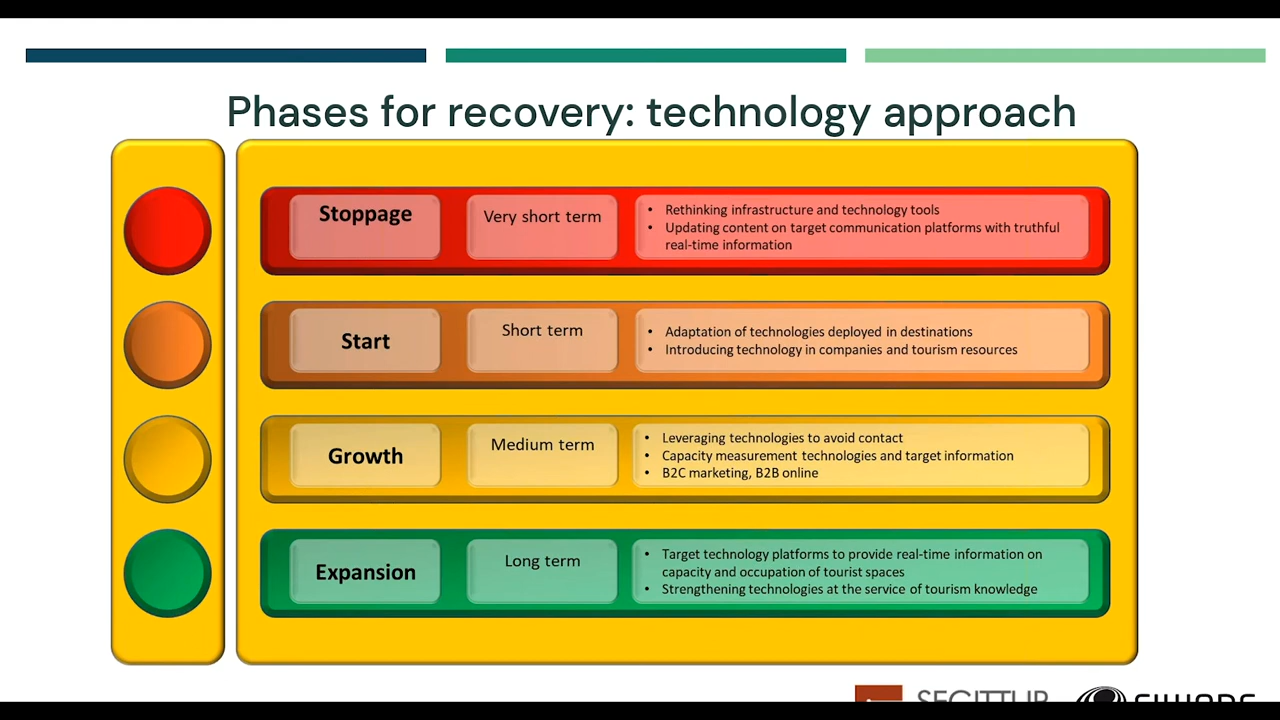 Phases for recovery: technology approach
Stoppage
Very short term
• Rethinking infrastructure and technology tools
• Updating content on target communication platforms with truthful
real-time information
Start
Short term
• Adaptation of technologies deployed in destinations
• Introducing technology in companies and tourism resources
Growth
Medium term
• Leveraging technologies to avoid contact
• Capacity measurement technologies and target information
• B2C marketing, B2B online
Expansion
Long term
• Target technology platforms to provide real-time information on
capacity and occupation of tourist spaces
• Strengthening technologies at the service of tourism knowledge